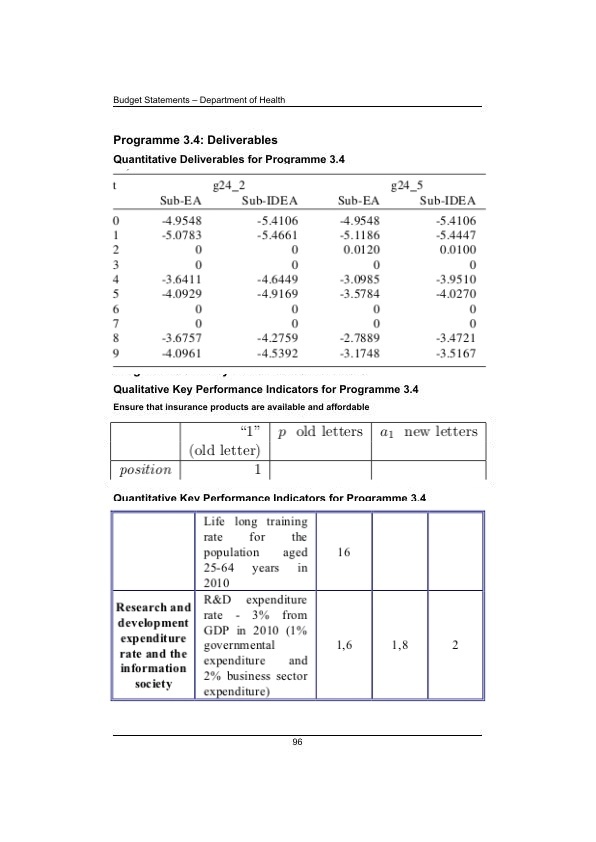 Budget Statements – Department of Health
Programme 3.4: Deliverables
Quantitative Deliverables for Programme 3.4
t g24_2 g24_5
Sub-EA Sub-IDEA Sub-EA Sub-IDEA
0 -4.9548 -5.4106 -4.9548 -5.4106
1 -5.0783 -5.4661 -5.1186 -5.4447
2 0 0 0.0120 0.0100
3 0 0 0 0
4 -3.6411 -4.6449 -3.0985 -3.9510
5 -4.0929 -4.9169 -3.5784 -4.0270
6 0 0 0 0
7 0 0 0 0
8 -3.6757 -4.2759 -2.7889 -3.4721
9 -4.0961 -4.5392 -3.1748 -3.5167
Qualitative Key Performance Indicators for Programme 3.4
Ensure that insurance products are available and affordable
“1” p old letters a₁ new letters
(old letter)
position 1
Quantitative Key Performance Indicators for Programme 3.4
Life long training
rate for the
population aged 16
25-64 years in
2010
Research and R&D expenditure
development rate - 3% from
expenditure GDP in 2010 (1%
rate and the governmental 1,6 1,8 2
information expenditure and
society 2% business sector
expenditure)
96